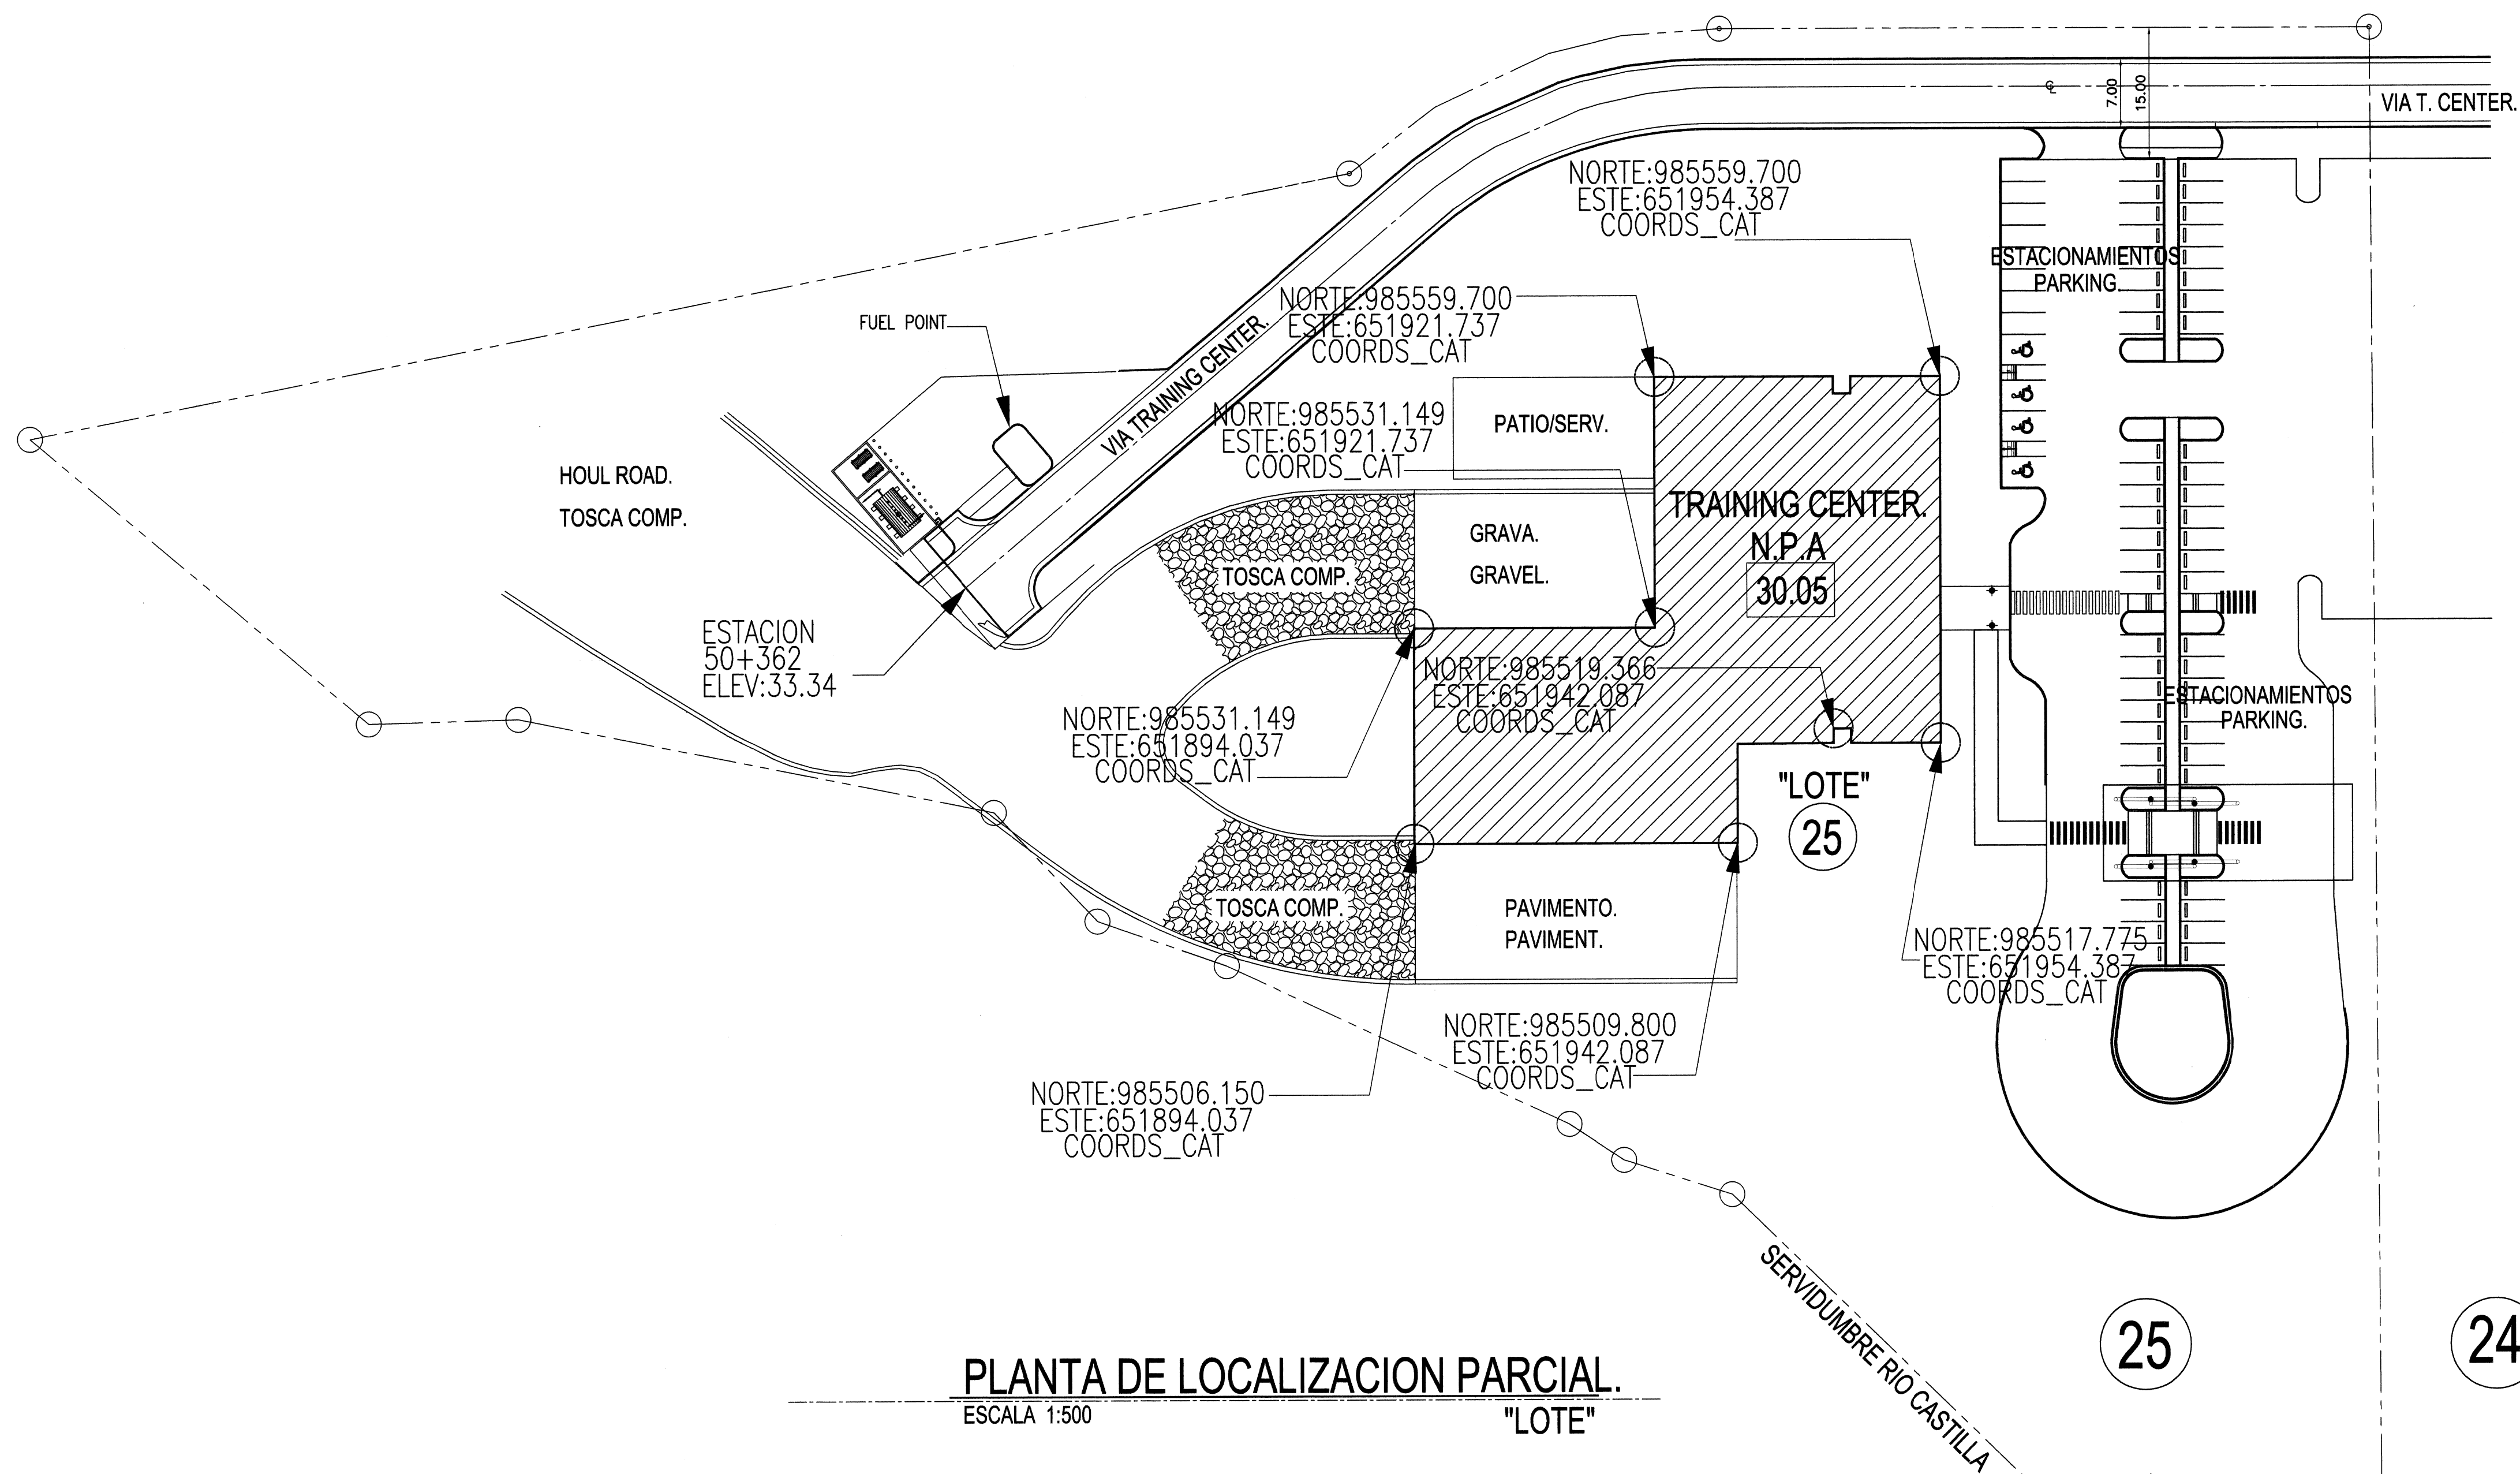 7.00
15.00
VIA T. CENTER.
NORTE:985559.700
ESTE:651954.387
COORDS_CAT
ESTACIONAMIENTOS
PARKING.
NORTE:985559.700
ESTE:651921.737
COORDS_CAT
FUEL POINT
VIA TRAINING CENTER.
NORTE:985531.149
ESTE:651921.737
COORDS_CAT
PATIO/SERV.
HOUL ROAD.
TOSCA COMP.
TRAINING CENTER.
N.P.A
30.05
GRAVA.
GRAVEL.
TOSCA COMP.
ESTACION
50+362
ELEV:33.34
NORTE:985519.366
ESTE:651942.087
COORDS_CAT
ESTACIONAMIENTOS
PARKING.
NORTE:985531.149
ESTE:651894.037
COORDS_CAT
"LOTE"
25
TOSCA COMP.
PAVIMENTO.
PAVIMENT.
NORTE:985517.775
ESTE:651954.387
COORDS_CAT
NORTE:985509.800
ESTE:651942.087
COORDS_CAT
NORTE:985506.150
ESTE:651894.037
COORDS_CAT
SERVIDUMBRE RIO CASTILLA
25
24
PLANTA DE LOCALIZACION PARCIAL.
ESCALA 1:500
"LOTE"